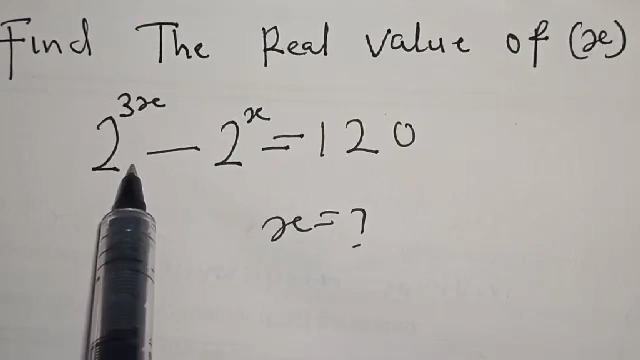 Find The Real value of (x)
2^{3x} — 2^{x} = 120
x = ?